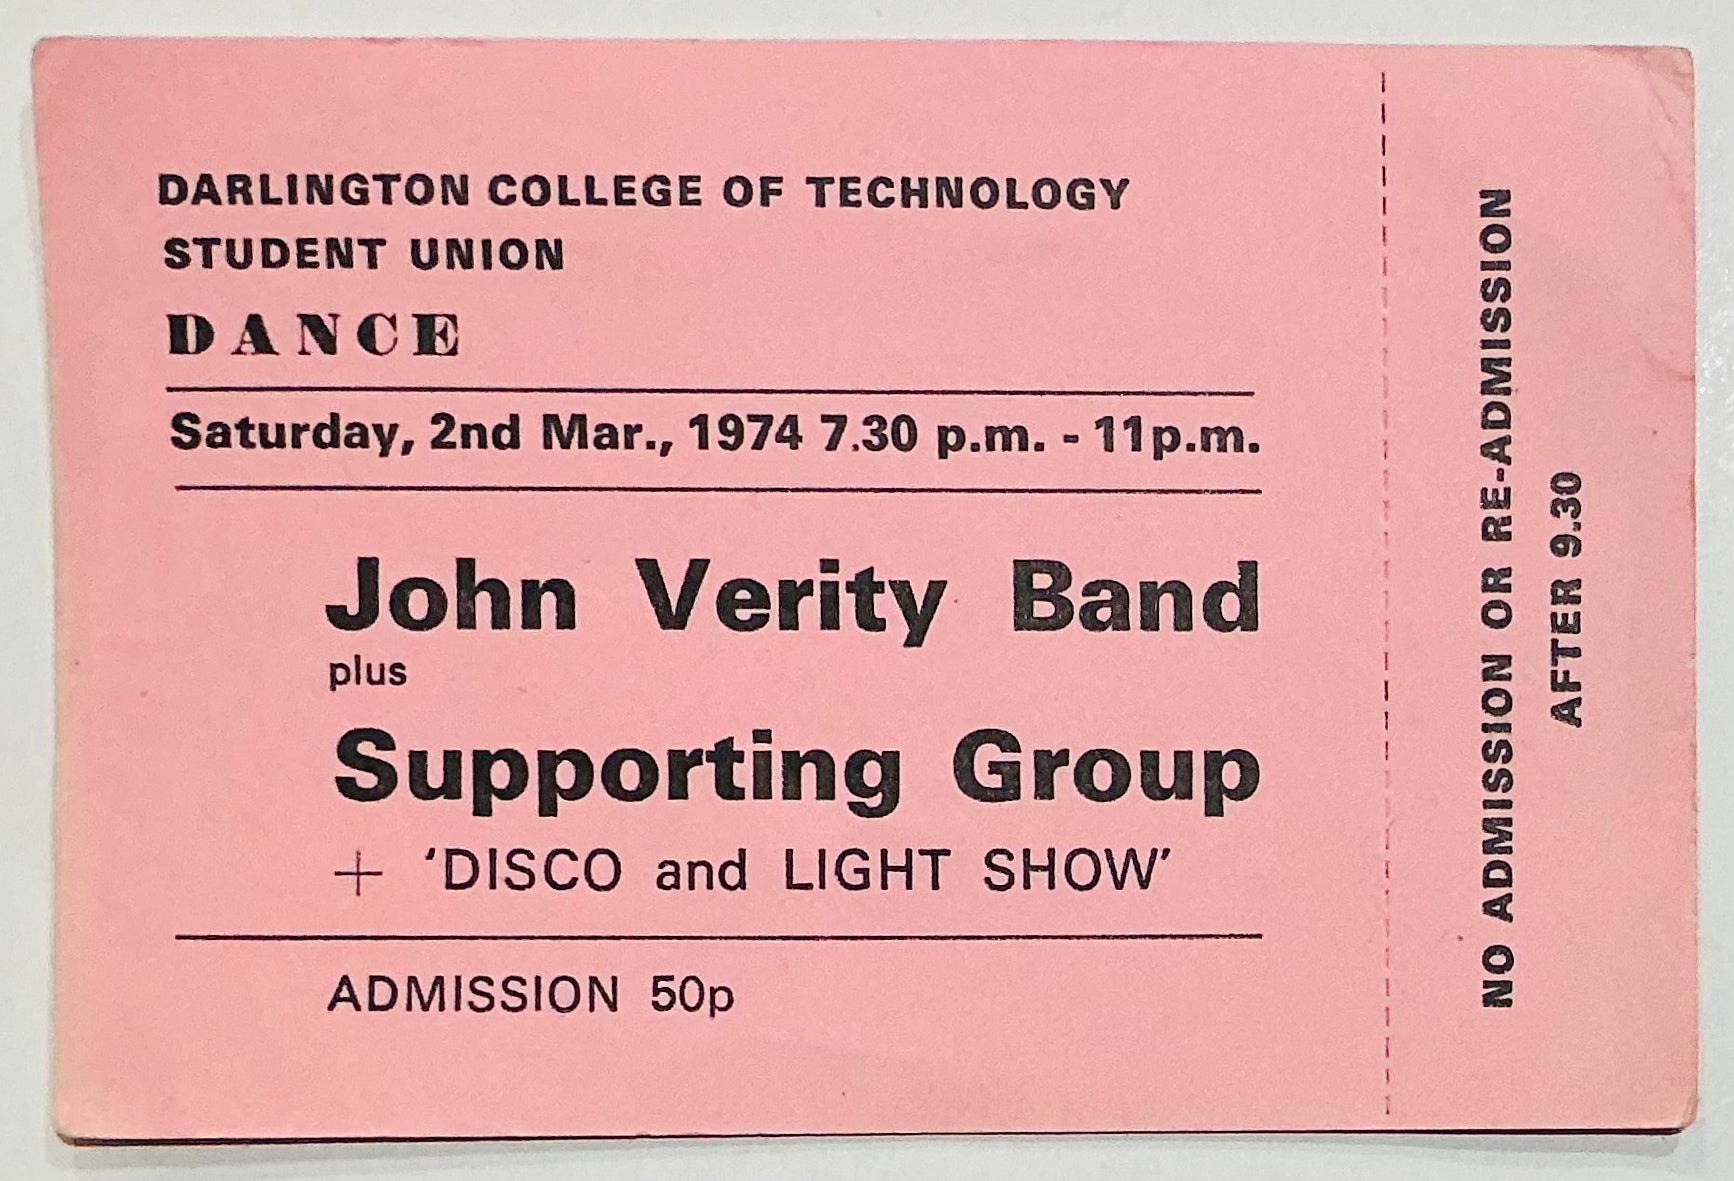 DARLINGTON COLLEGE OF TECHNOLOGY
STUDENT UNION
DANCE
Saturday, 2nd Mar., 1974 7.30 p.m. - 11p.m.
John Verity Band
plus
Supporting Group
+ 'DISCO and LIGHT SHOW'
ADMISSION 50p
NO ADMISSION OR RE-ADMISSION
AFTER 9.30